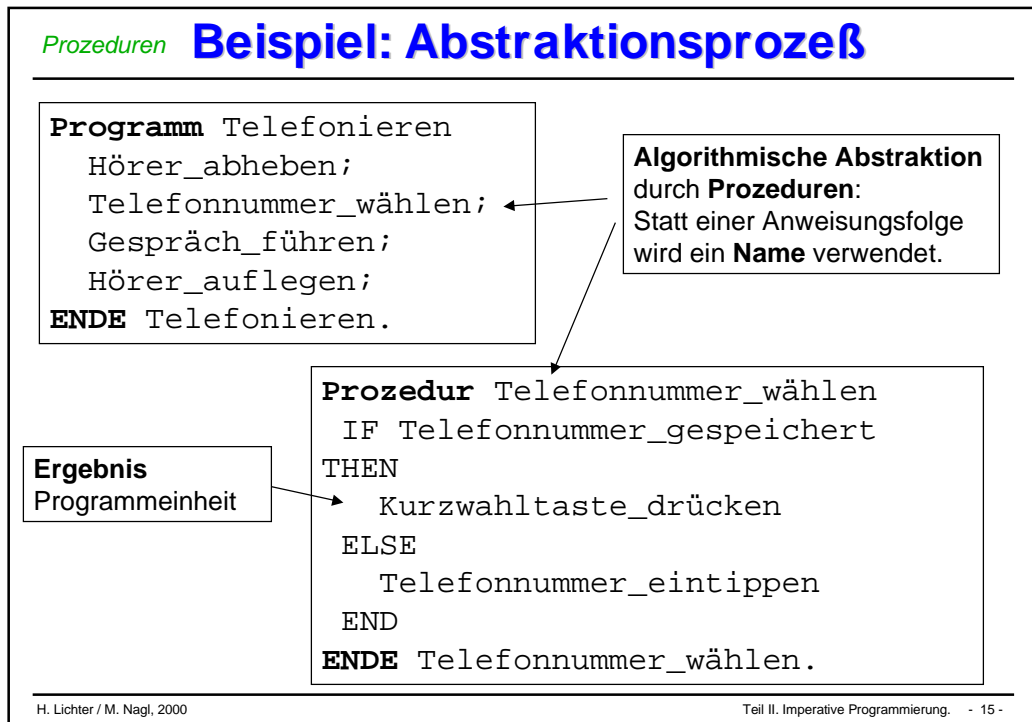 Prozeduren Beispiel: Abstraktionsprozeß
Programm Telefonieren
Hörer_abheben;
Telefonnummer_wählen;
Gespräch_führen;
Hörer_auflegen;
ENDE Telefonieren.
Algorithmische Abstraktion
durch Prozeduren:
Statt einer Anweisungsfolge
wird ein Name verwendet.
Prozedur Telefonnummer_wählen
IF Telefonnummer_gespeichert
THEN
Kurzwahltaste_drücken
ELSE
Telefonnummer_eintippen
END
ENDE Telefonnummer_wählen.
Ergebnis
Programmeinheit
H. Lichter / M. Nagl, 2000
Teil II. Imperative Programmierung. - 15 -